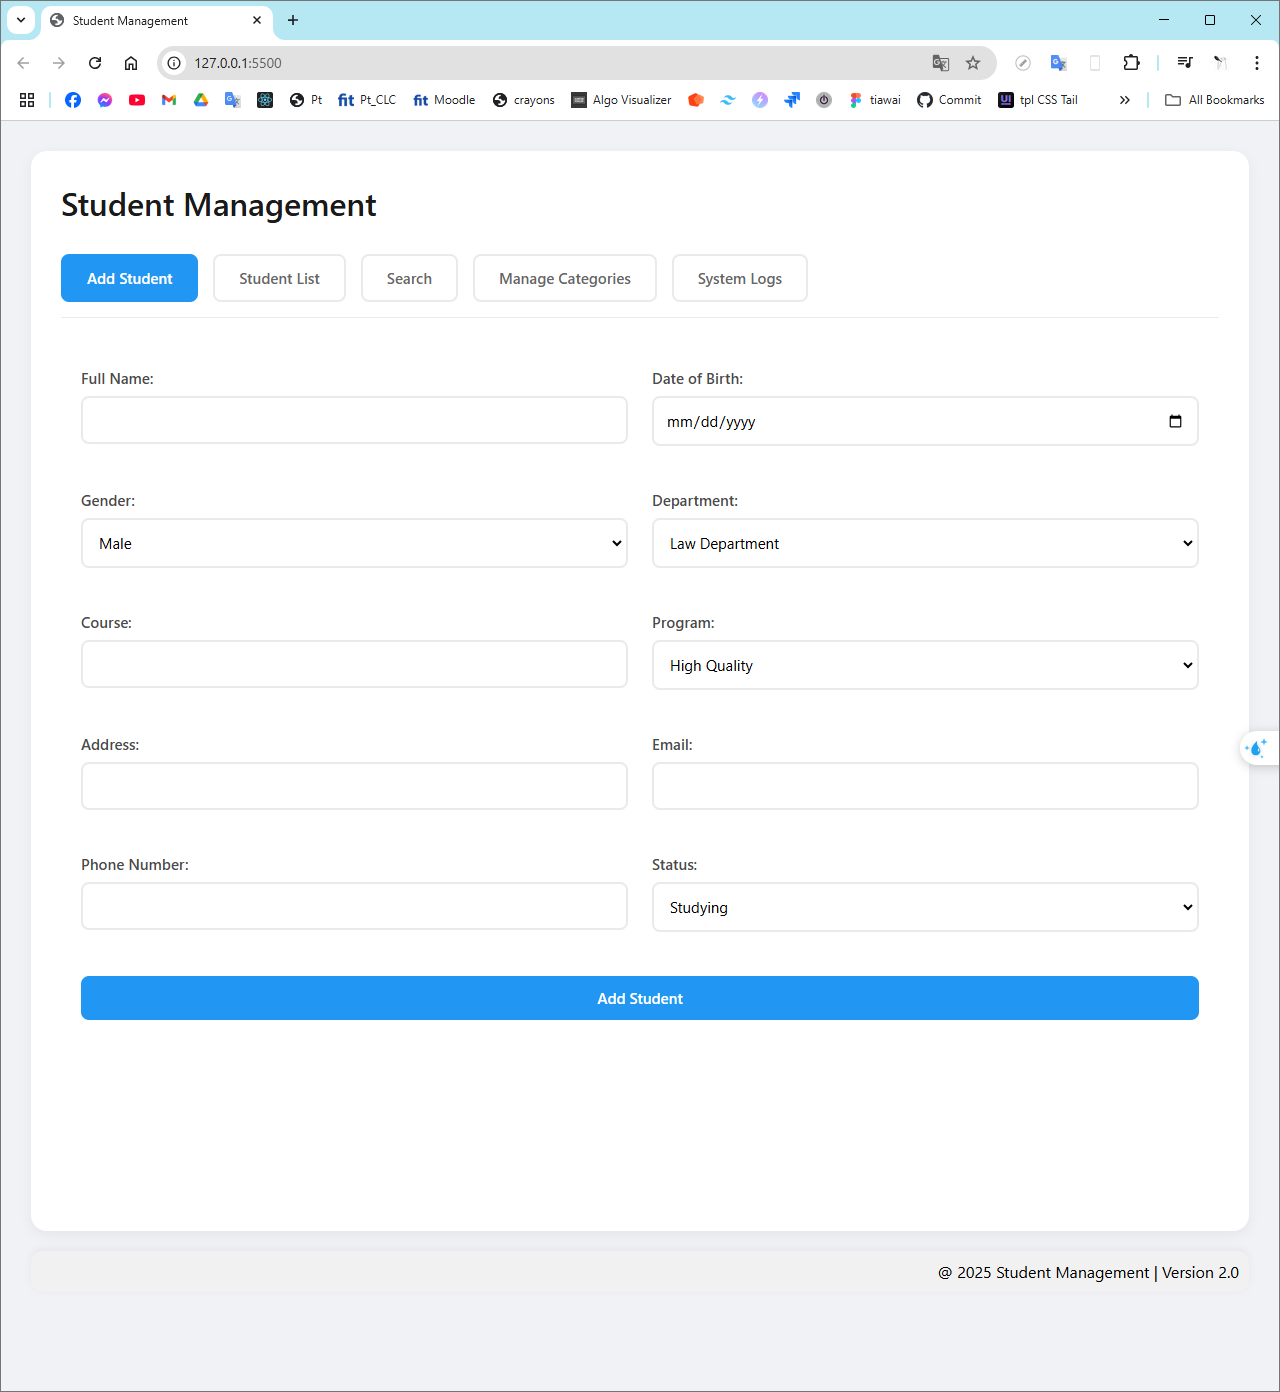 Student Management
127.0.0.1:5500
Pt
fit Pt_CLC
fit Moodle
crayons
Algo Visualizer
tiawai
Commit
UI tpl CSS Tail
All Bookmarks
Student Management
Add Student
Student List
Search
Manage Categories
System Logs
Full Name:
Date of Birth:
mm/dd/yyyy
Gender:
Department:
Male
Law Department
Course:
Program:
High Quality
Address:
Email:
Phone Number:
Status:
Studying
Add Student
@ 2025 Student Management | Version 2.0